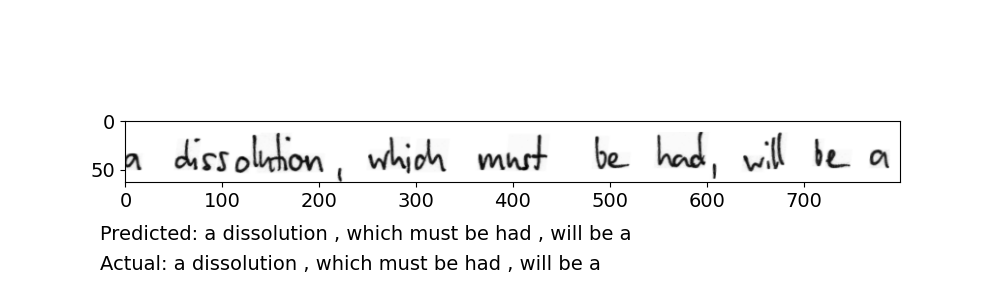 0
a dissolution, which must be had, will be a
50
0 100 200 300 400 500 600 700
Predicted: a dissolution , which must be had , will be a
Actual: a dissolution , which must be had , will be a